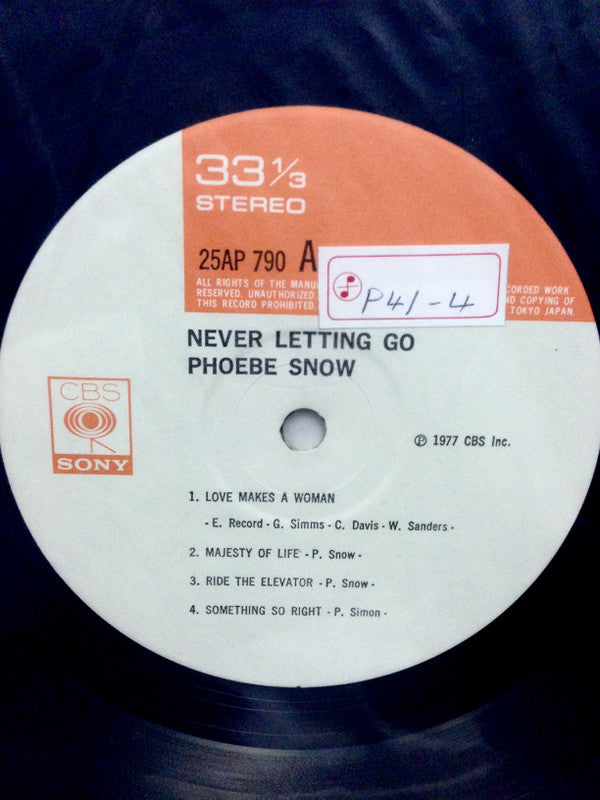 33 1/3
STEREO
25AP 790 A
ALL RIGHTS OF THE MANU
CORDED WORK
RESERVED. UNAUTHORIZED
ND COPYING OF
THIS RECORD PROHIBITED.
TOKYO JAPAN.
P41-4
NEVER LETTING GO
PHOEBE SNOW
CBS
SONY
℗ 1977 CBS Inc.
1. LOVE MAKES A WOMAN
- E. Record - G. Simms - C. Davis - W. Sanders -
2. MAJESTY OF LIFE - P. Snow -
3. RIDE THE ELEVATOR - P. Snow -
4. SOMETHING SO RIGHT - P. Simon -